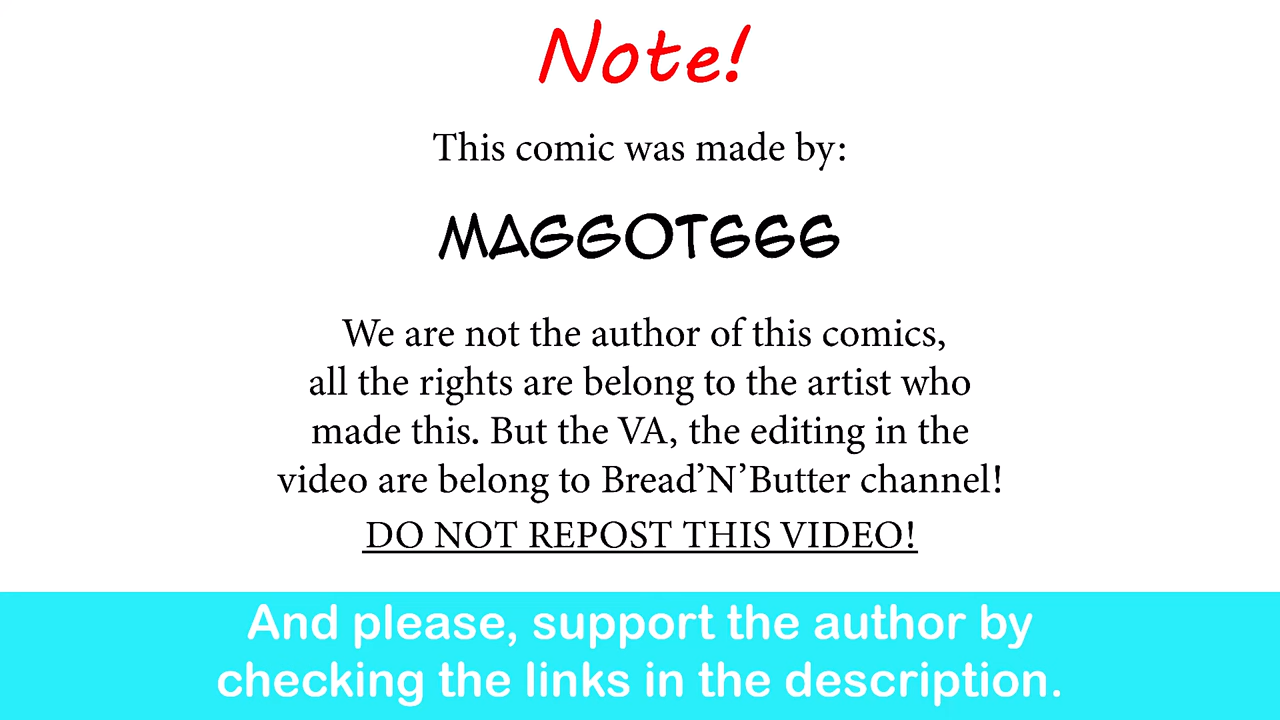 Note!
This comic was made by:
MAGGOT666
We are not the author of this comics,
all the rights are belong to the artist who
made this. But the VA, the editing in the
video are belong to Bread’N’Butter channel!
DO NOT REPOST THIS VIDEO!
And please, support the author by
checking the links in the description.